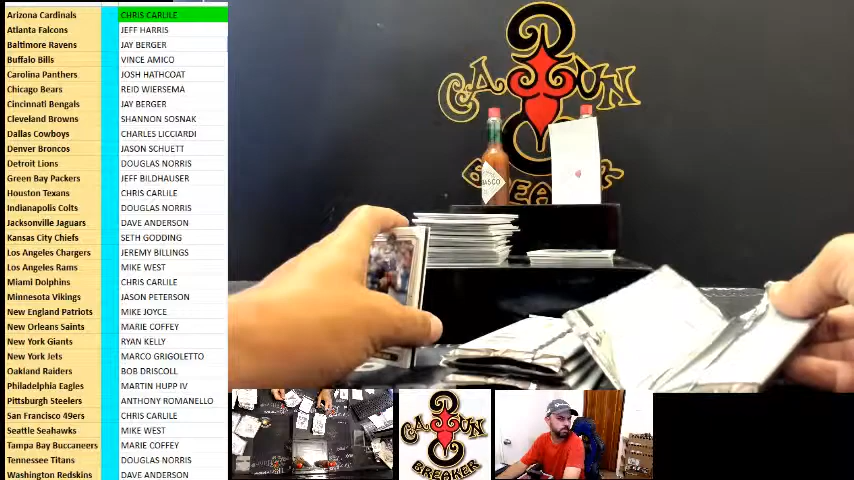 Arizona Cardinals CHRIS CARLILE
Atlanta Falcons JEFF HARRIS
Baltimore Ravens JAY BERGER
Buffalo Bills VINCE AMICO
Carolina Panthers JOSH HATHCOAT
Chicago Bears REID WIERSEMA
Cincinnati Bengals JAY BERGER
Cleveland Browns SHANNON SOSNAK
Dallas Cowboys CHARLES LICCIARDI
Denver Broncos JASON SCHUETT
Detroit Lions DOUGLAS NORRIS
Green Bay Packers JEFF BILDHAUSER
Houston Texans CHRIS CARLILE
Indianapolis Colts DOUGLAS NORRIS
Jacksonville Jaguars DAVE ANDERSON
Kansas City Chiefs SETH GODDING
Los Angeles Chargers JEREMY BILLINGS
Los Angeles Rams MIKE WEST
Miami Dolphins CHRIS CARLILE
Minnesota Vikings JASON PETERSON
New England Patriots MIKE JOYCE
New Orleans Saints MARIE COFFEY
New York Giants RYAN KELLY
New York Jets MARCO GRIGOLETTO
Oakland Raiders BOB DRISCOLL
Philadelphia Eagles MARTIN HUPP IV
Pittsburgh Steelers ANTHONY ROMANELLO
San Francisco 49ers CHRIS CARLILE
Seattle Seahawks MIKE WEST
Tampa Bay Buccaneers MARIE COFFEY
Tennessee Titans DOUGLAS NORRIS
Washington Redskins DAVE ANDERSON
CAJUN
BREAKER
CAJUN
BREAKER